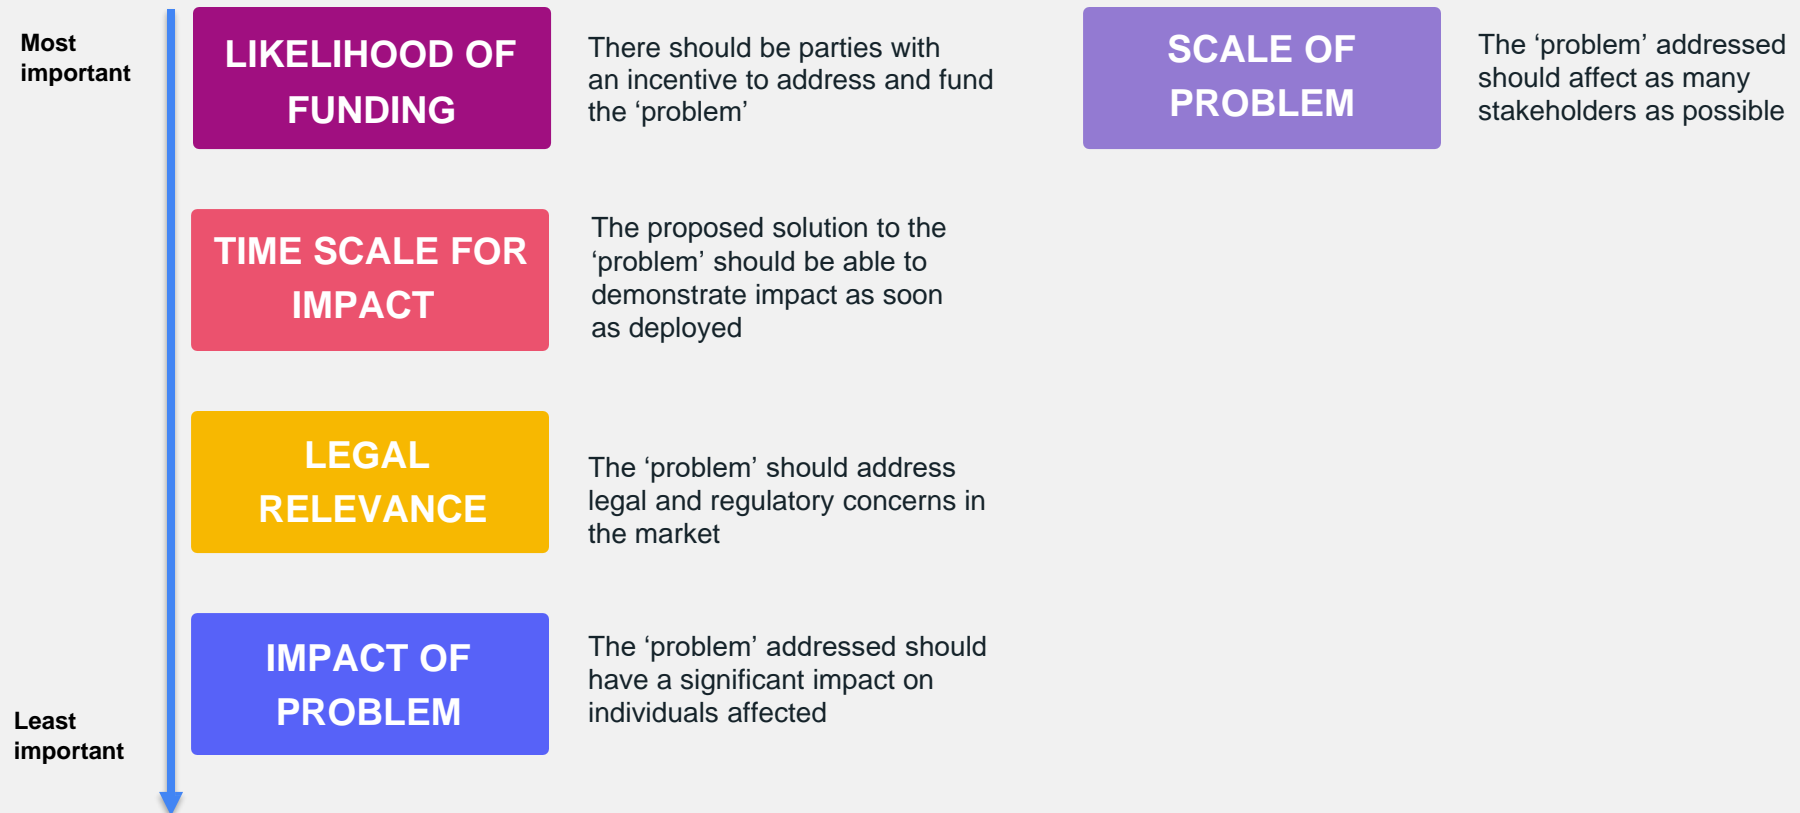 Most
important
LIKELIHOOD OF
FUNDING
There should be parties with
an incentive to address and fund
the ‘problem’
SCALE OF
PROBLEM
The ‘problem’ addressed
should affect as many
stakeholders as possible
TIME SCALE FOR
IMPACT
The proposed solution to the
‘problem’ should be able to
demonstrate impact as soon
as deployed
LEGAL
RELEVANCE
The ‘problem’ should address
legal and regulatory concerns in
the market
IMPACT OF
PROBLEM
The ‘problem’ addressed should
have a significant impact on
individuals affected
Least
important